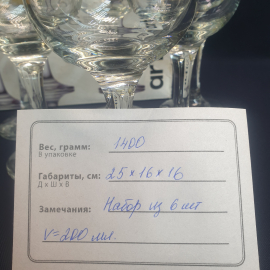 Вес, грамм: 1400
В упаковке
Габариты, см: 25×16×16
Д x Ш x В
Замечания: Набор из 6 шт
V=200 мл.